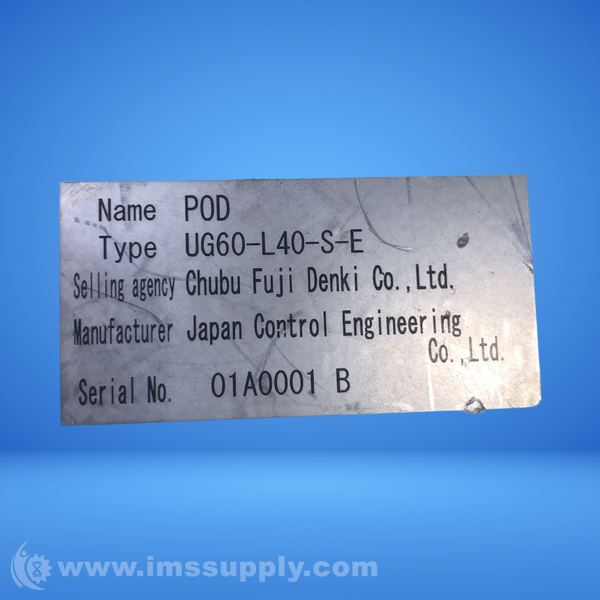 Name POD
Type UG60-L40-S-E
Selling agency Chubu Fuji Denki Co.,Ltd.
Manufacturer Japan Control Engineering
Co.,Ltd.
Serial No. 01A0001 B
www.imssupply.com